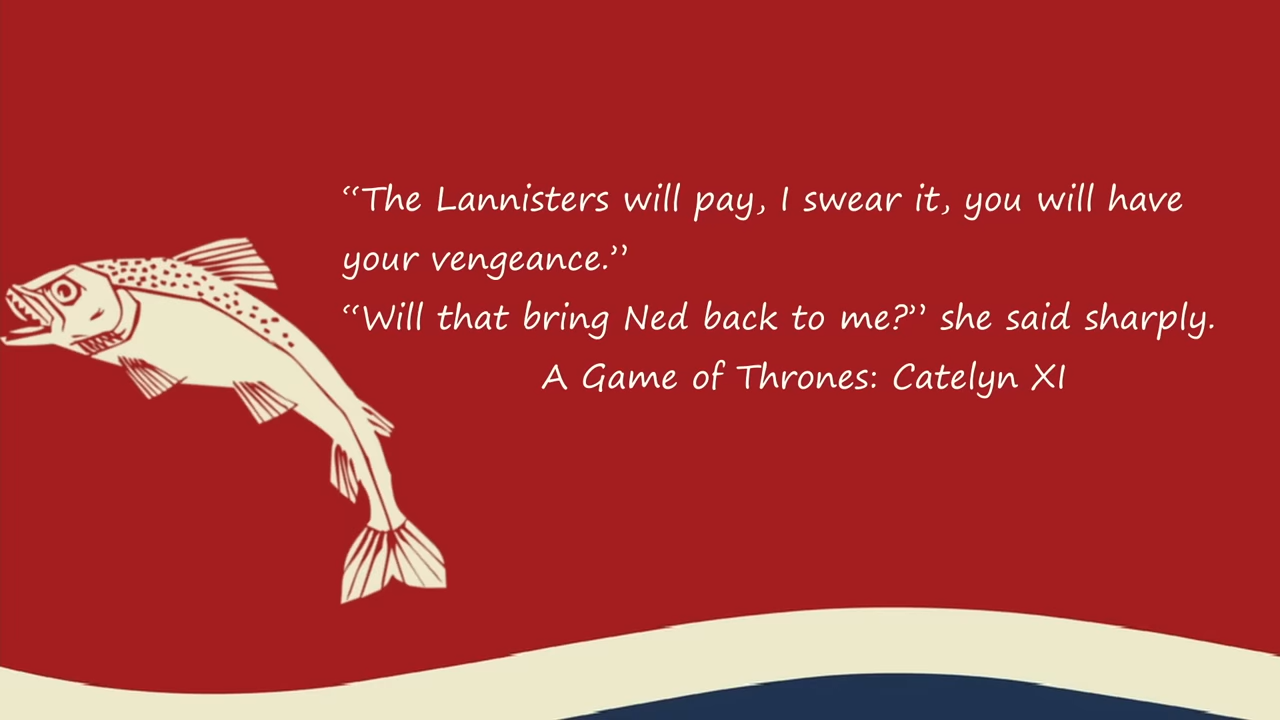 “The Lannisters will pay, I swear it, you will have
your vengeance.”
“Will that bring Ned back to me?” she said sharply.
A Game of Thrones: Catelyn XI